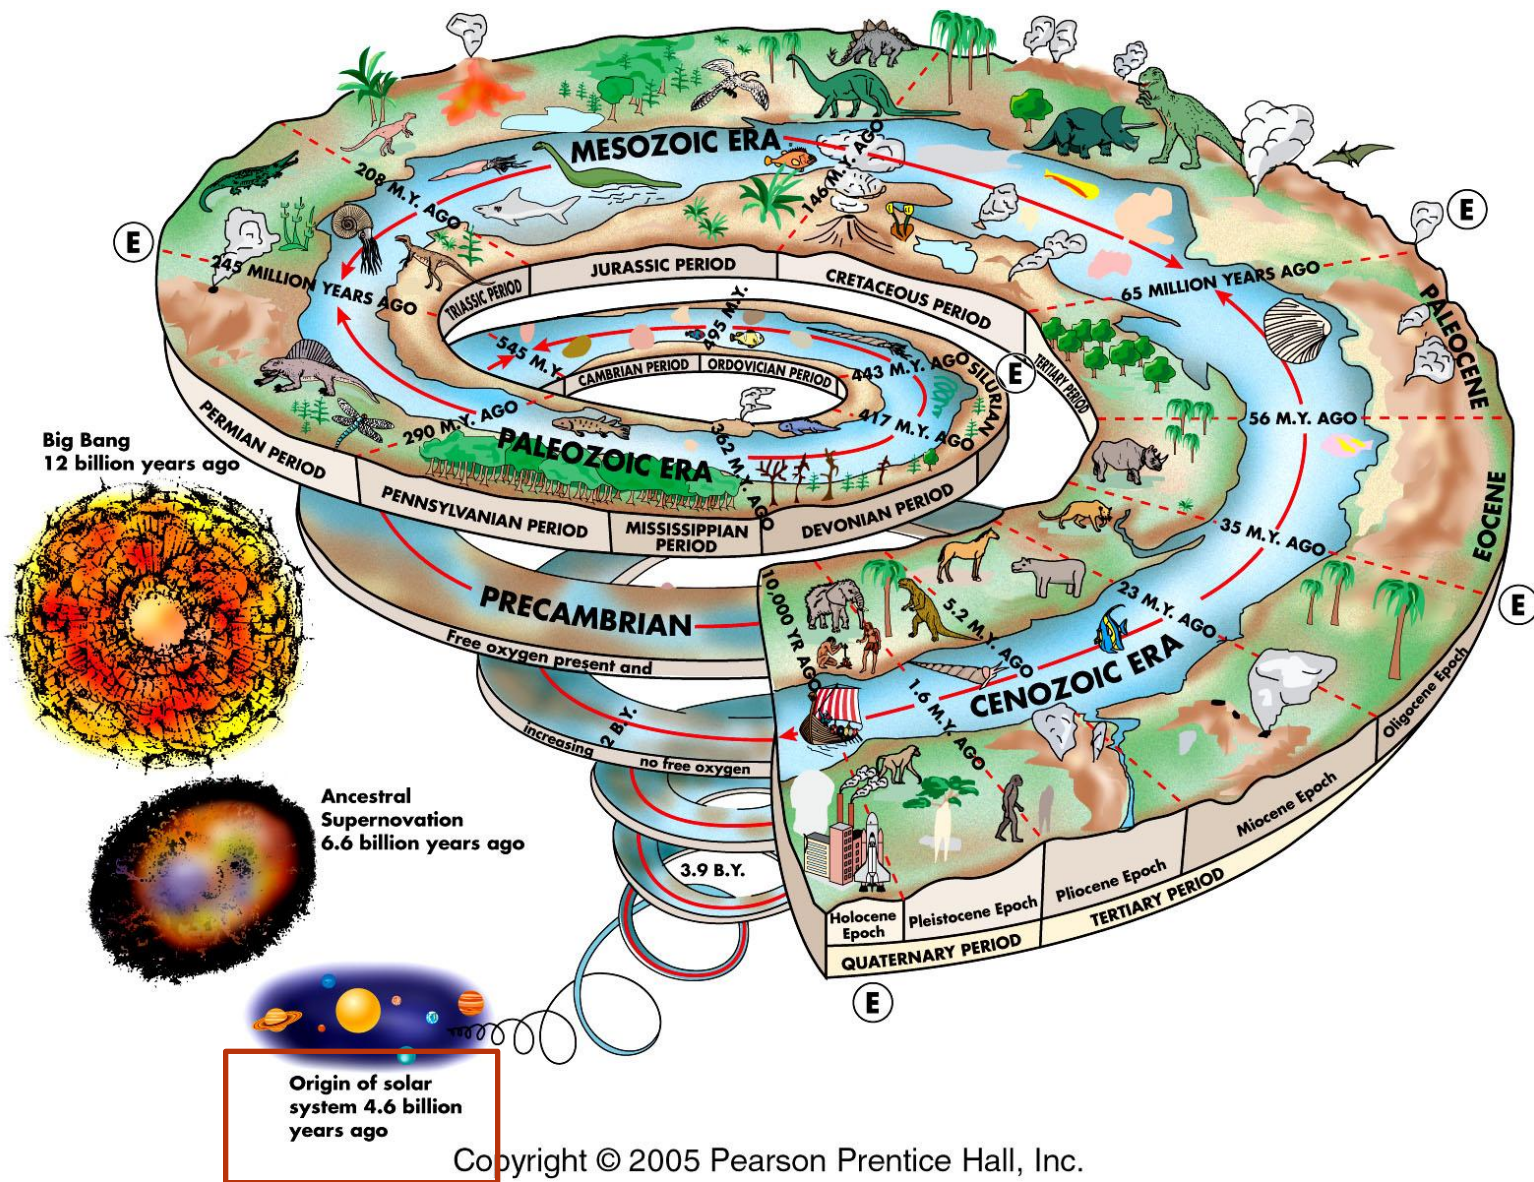 MESOZOIC ERA
208 M.Y. AGO
146 M.Y. AGO
E
E
245 MILLION YEARS AGO
65 MILLION YEARS AGO
JURASSIC PERIOD
TRIASSIC PERIOD
CRETACEOUS PERIOD
PALEOCENE
495 M.Y.
545 M.Y.
CAMBRIAN PERIOD
ORDOVICIAN PERIOD
443 M.Y. AGO
SILURIAN
E
TERTIARY PERIOD
417 M.Y. AGO
56 M.Y. AGO
290 M.Y. AGO
362 M.Y. AGO
PALEOZOIC ERA
PERMIAN PERIOD
PENNSYLVANIAN PERIOD
MISSISSIPPIAN
PERIOD
DEVONIAN PERIOD
35 M.Y. AGO
EOCENE
E
Big Bang
12 billion years ago
PRECAMBRIAN
10,000 YR AGO
5.2 M.Y. AGO
23 M.Y. AGO
Free oxygen present and
CENOZOIC ERA
1.6 M.Y. AGO
Oligocene Epoch
2 B.Y.
increasing
no free oxygen
Ancestral
Supernovation
6.6 billion years ago
3.9 B.Y.
Miocene Epoch
Pliocene Epoch
Pleistocene Epoch
Holocene
Epoch
TERTIARY PERIOD
QUATERNARY PERIOD
E
Origin of solar
system 4.6 billion
years ago
Copyright © 2005 Pearson Prentice Hall, Inc.